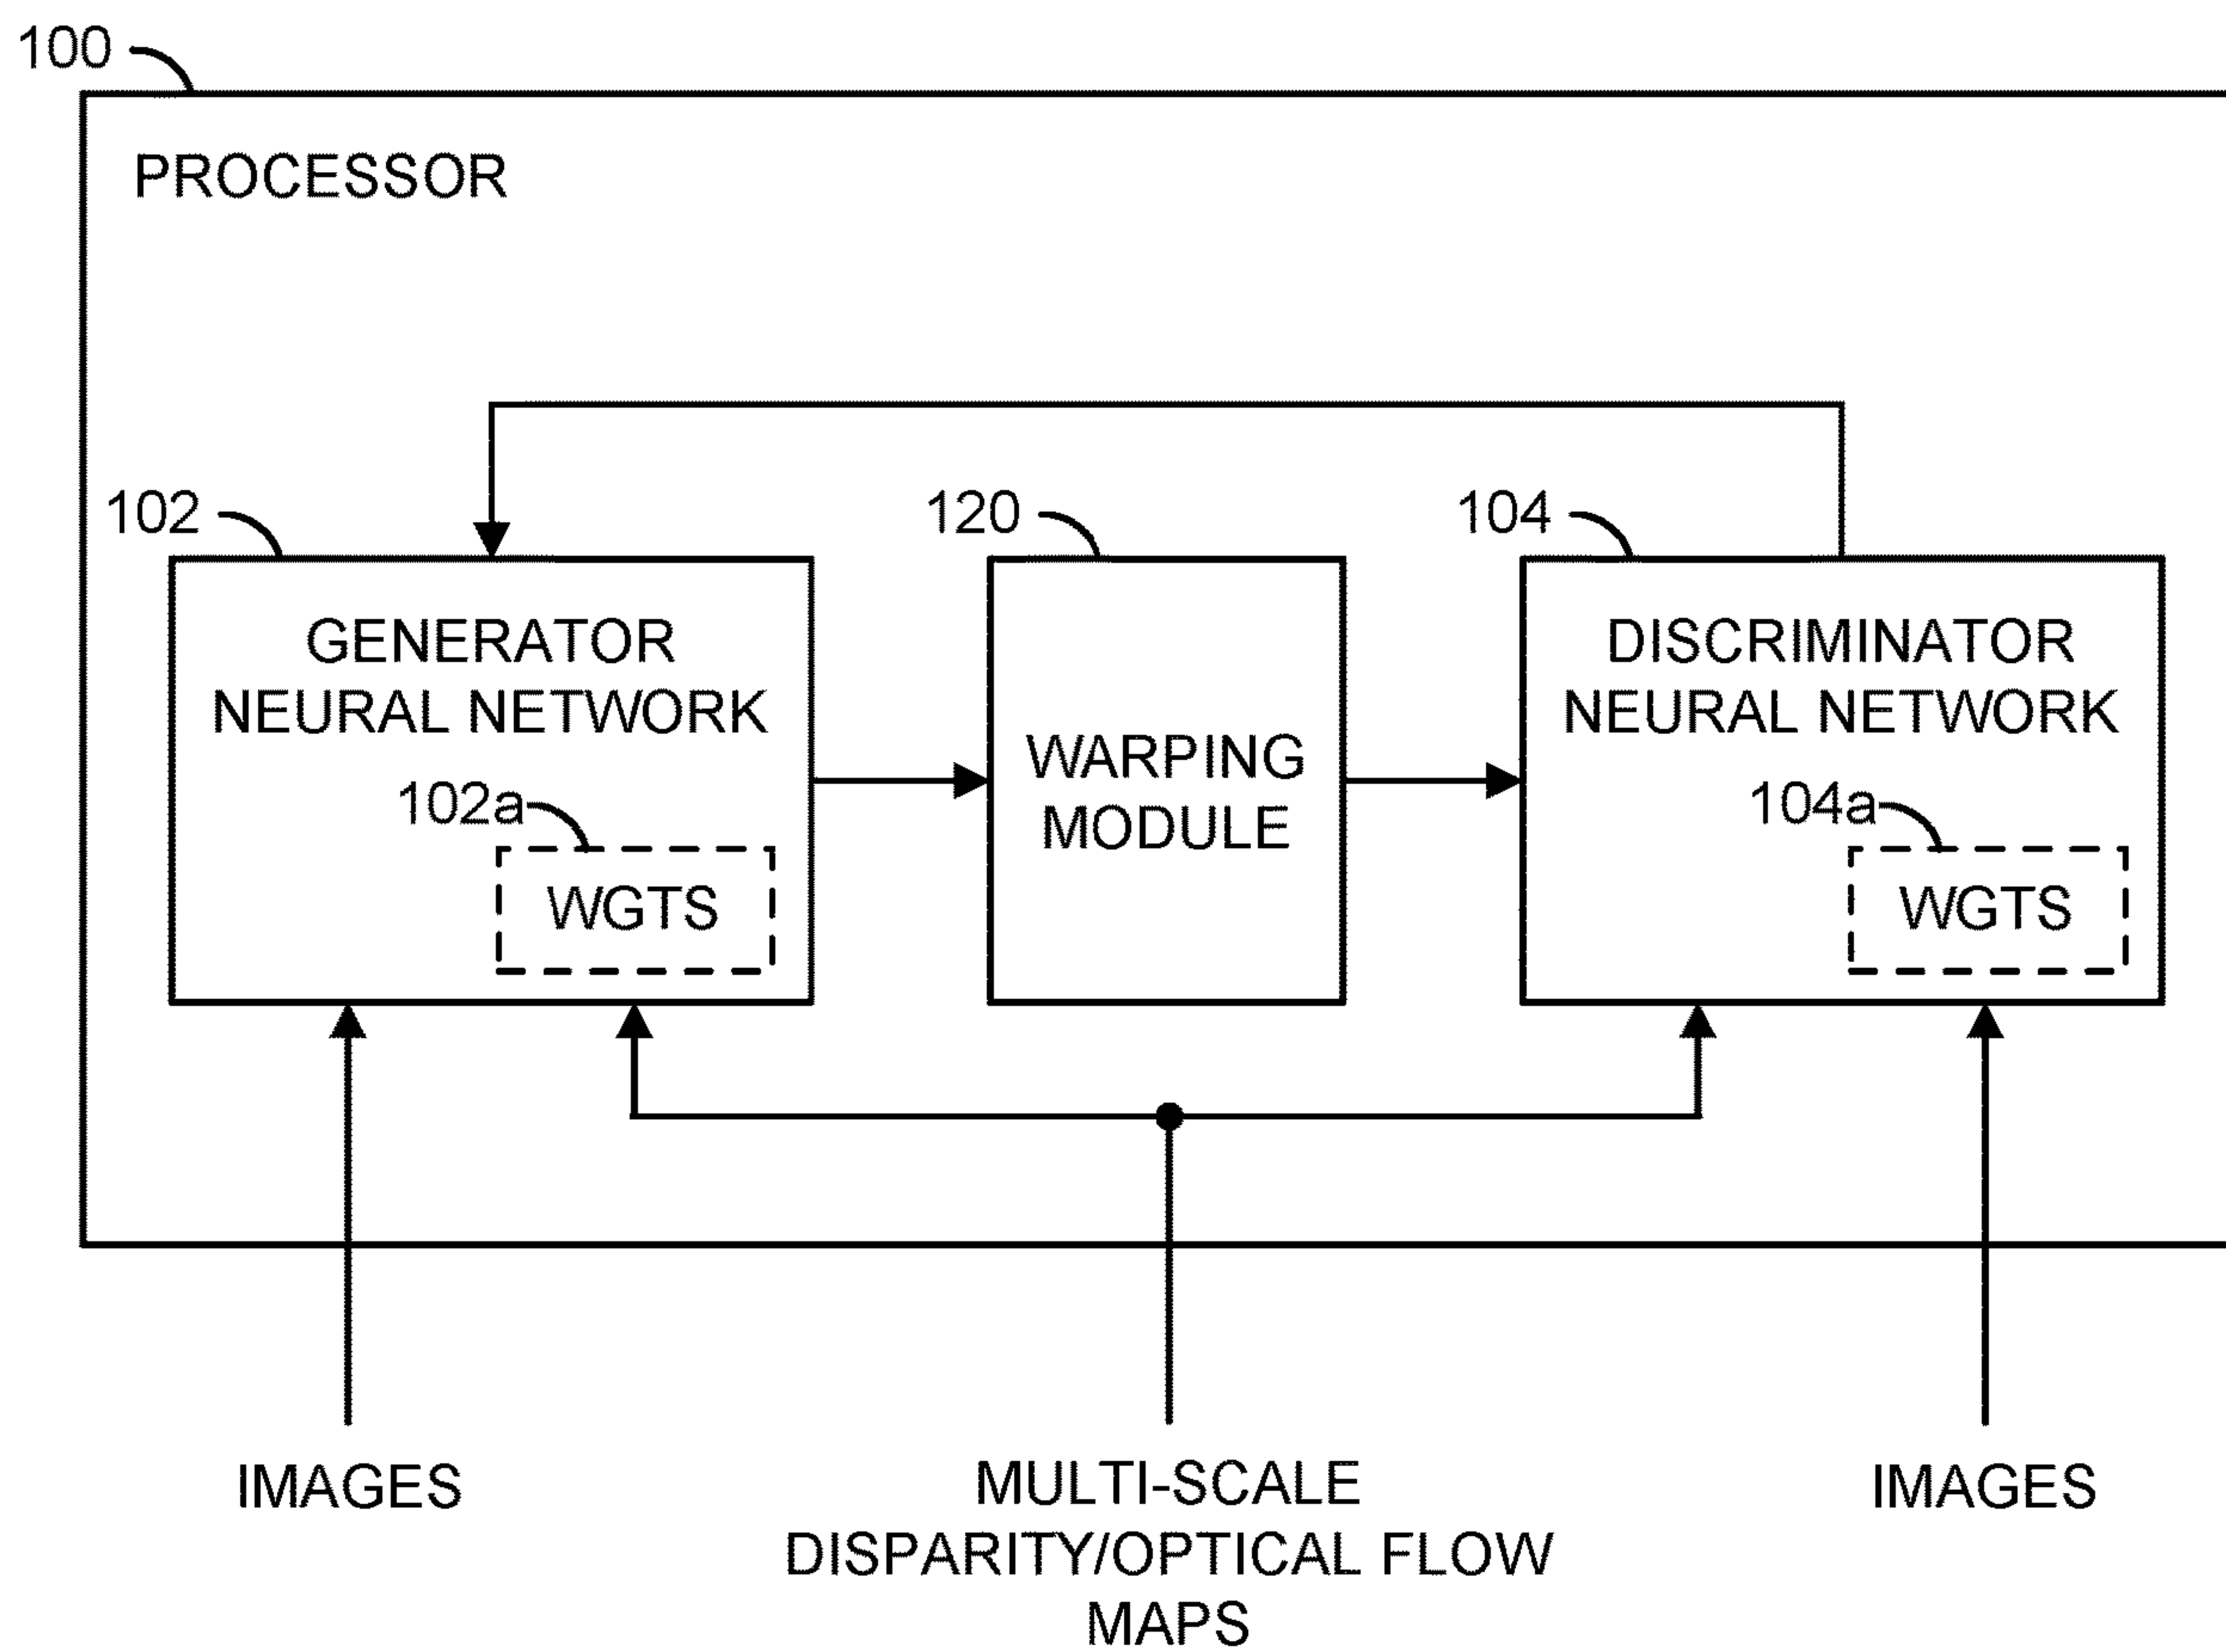 100
PROCESSOR
102
120
104
GENERATOR
NEURAL NETWORK
102a
WGTS
WARPING
MODULE
DISCRIMINATOR
NEURAL NETWORK
104a
WGTS
IMAGES
MULTI-SCALE
DISPARITY/OPTICAL FLOW
MAPS
IMAGES